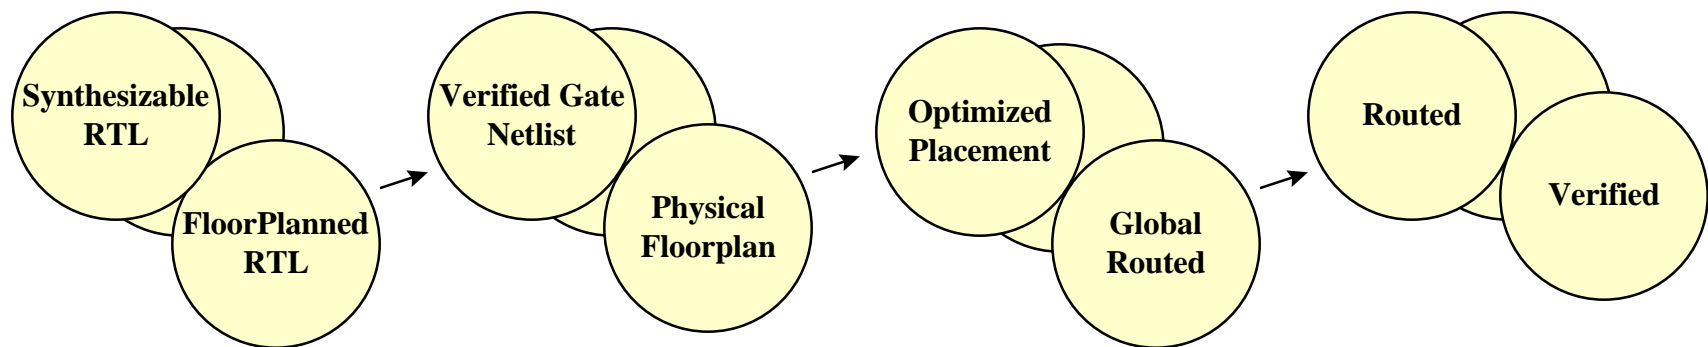 Synthesizable
RTL
FloorPlanned
RTL
Verified Gate
Netlist
Physical
Floorplan
Optimized
Placement
Global
Routed
Routed
Verified